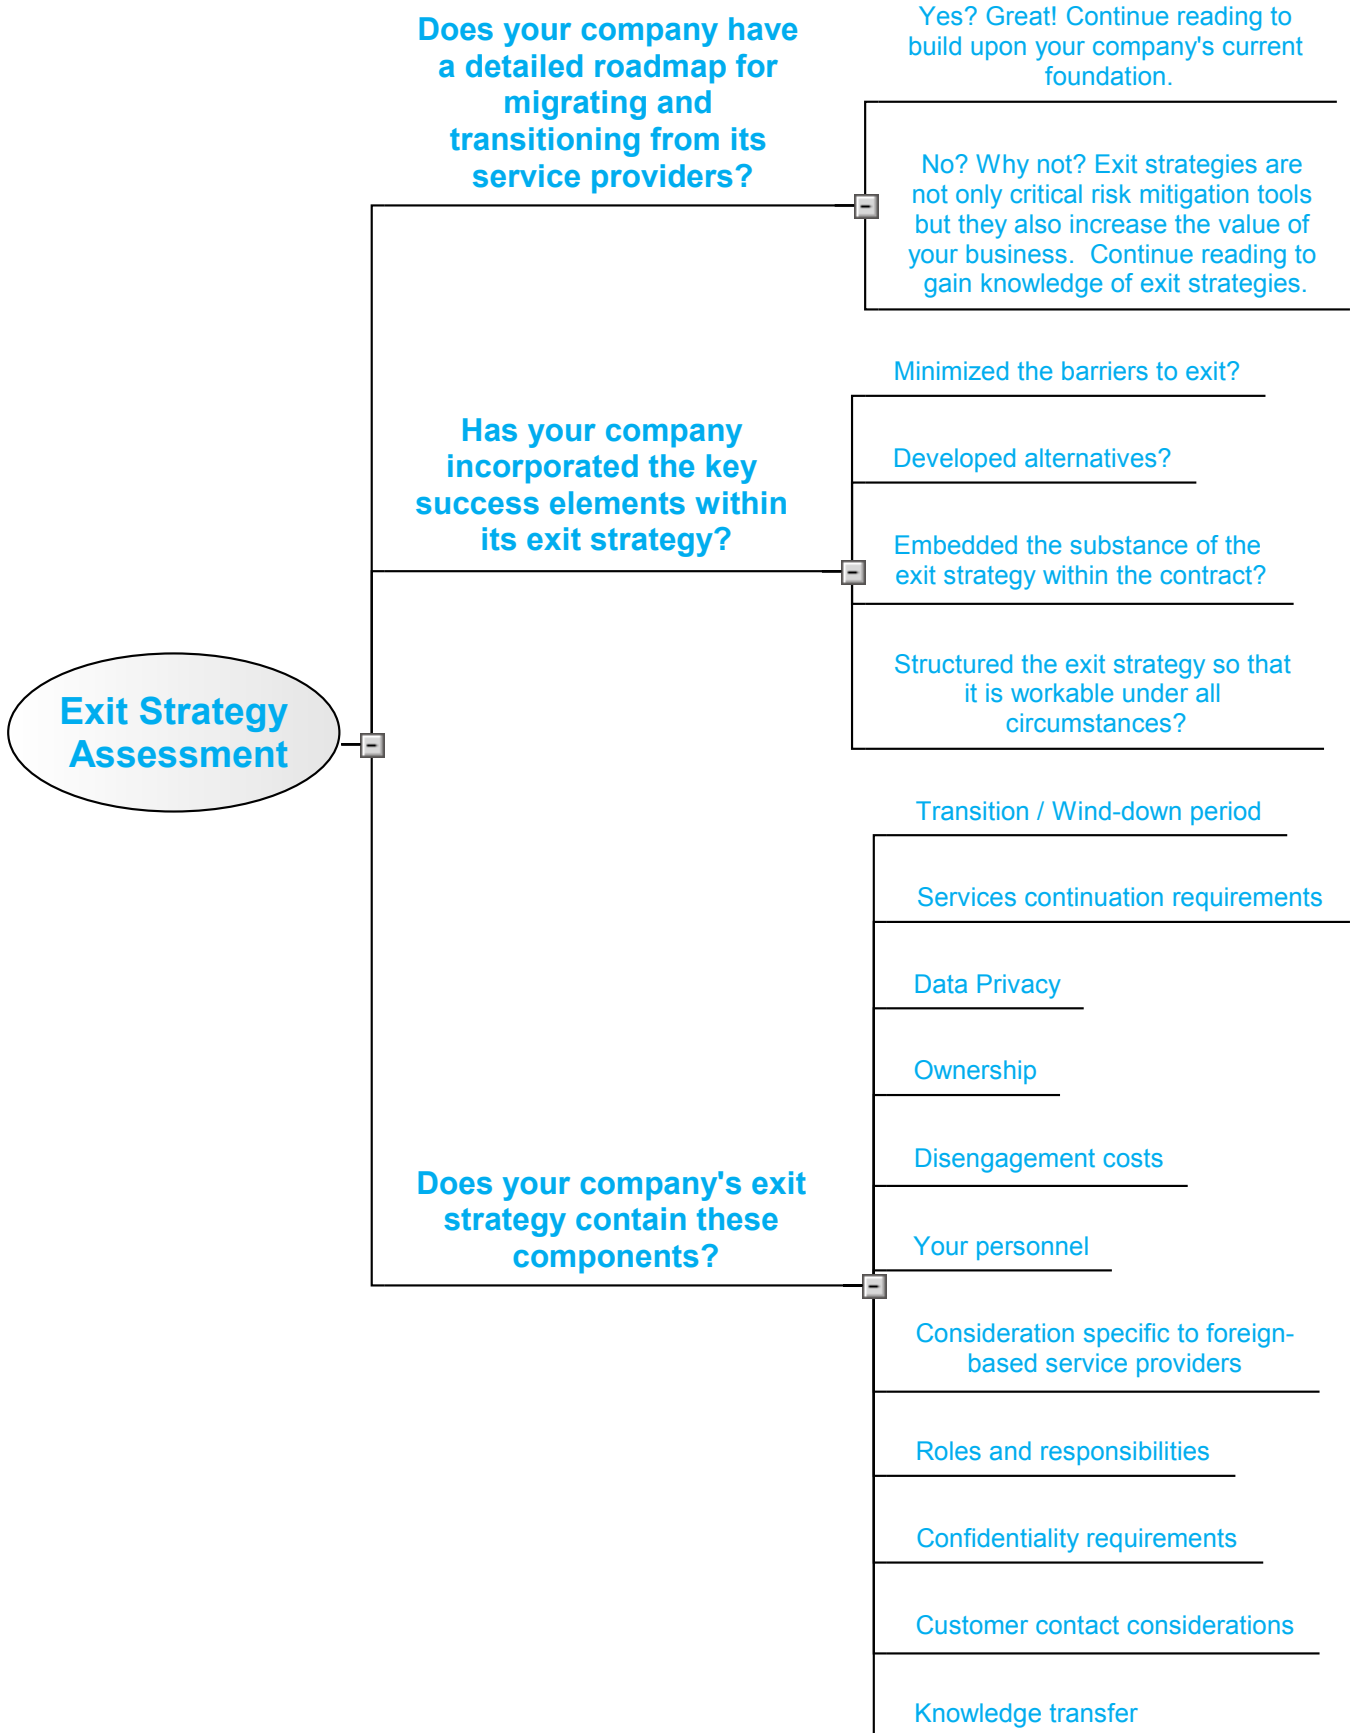 Does your company have
a detailed roadmap for
migrating and
transitioning from its
service providers?
Yes? Great! Continue reading to
build upon your company's current
foundation.
No? Why not? Exit strategies are
not only critical risk mitigation tools
but they also increase the value of
your business.  Continue reading to
gain knowledge of exit strategies.
Has your company
incorporated the key
success elements within
its exit strategy?
Minimized the barriers to exit?
Developed alternatives?
Embedded the substance of the
exit strategy within the contract?
Structured the exit strategy so that
it is workable under all
circumstances?
Exit Strategy
Assessment
Does your company's exit
strategy contain these
components?
Transition / Wind-down period
Services continuation requirements
Data Privacy
Ownership
Disengagement costs
Your personnel
Consideration specific to foreign-
based service providers
Roles and responsibilities
Confidentiality requirements
Customer contact considerations
Knowledge transfer